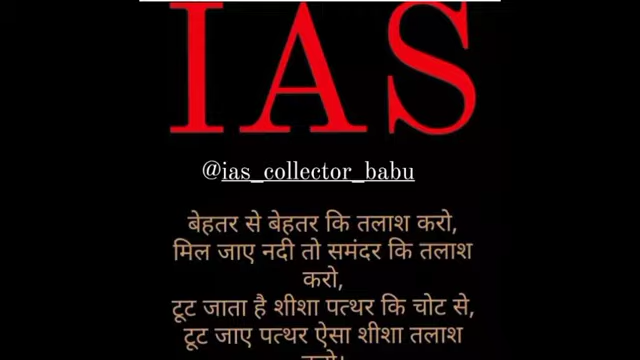 IAS
@ias_collector_babu
बेहतर से बेहतर कि तलाश करो,
मिल जाए नदी तो समंदर कि तलाश
करो,
टूट जाता है शीशा पत्थर कि चोट से,
टूट जाए पत्थर ऐसा शीशा तलाश